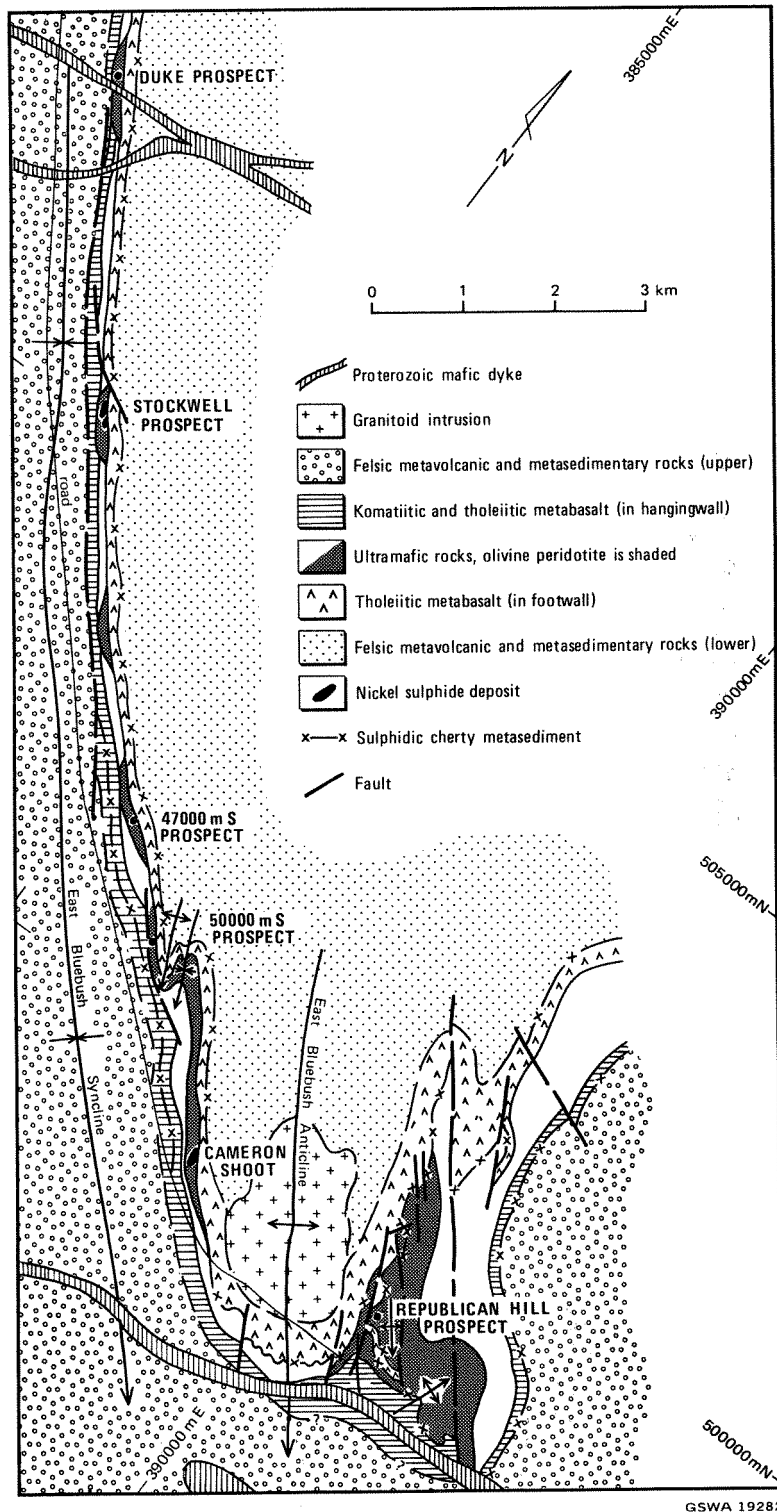 DUKE PROSPECT
385000mE
N
0 1 2 3 km
STOCKWELL
PROSPECT
road
Proterozoic mafic dyke
Granitoid intrusion
Felsic metavolcanic and metasedimentary rocks (upper)
Komatiitic and tholeiitic metabasalt (in hangingwall)
Ultramafic rocks, olivine peridotite is shaded
Tholeiitic metabasalt (in footwall)
Felsic metavolcanic and metasedimentary rocks (lower)
Nickel sulphide deposit
Sulphidic cherty metasediment
Fault
390000mE
47000 m S
PROSPECT
505000mN
50000 m S
PROSPECT
East Bluebush Syncline
East Bluebush Anticline
CAMERON
SHOOT
REPUBLICAN HILL
PROSPECT
390000 m E
?
?
500000mN
GSWA 1928